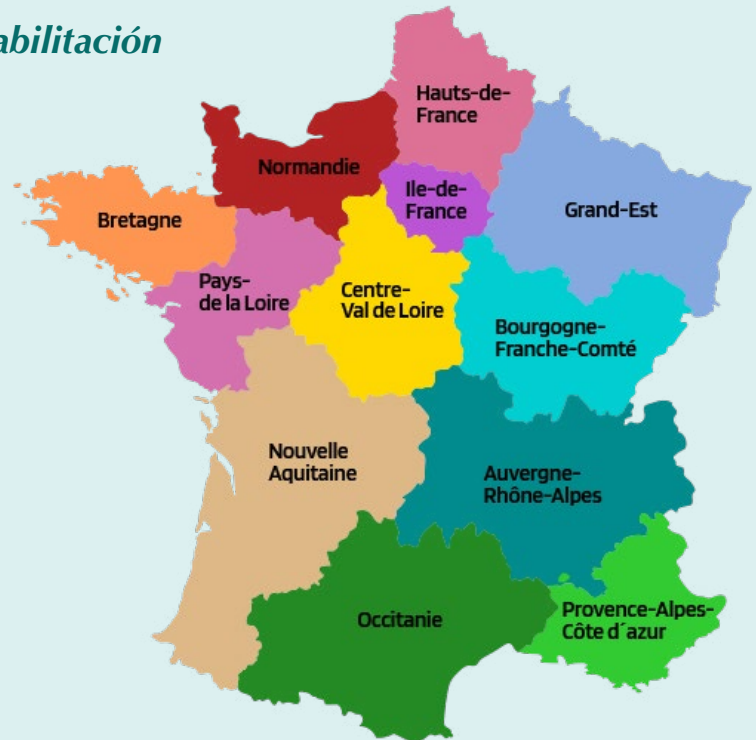 abilitación
Hauts-de-
France
Normandie
Ile-de-
France
Grand-Est
Bretagne
Pays-
de la Loire
Centre-
Val de Loire
Bourgogne-
Franche-Comté
Nouvelle
Aquitaine
Auvergne-
Rhône-Alpes
Occitanie
Provence-Alpes-
Côte d´azur